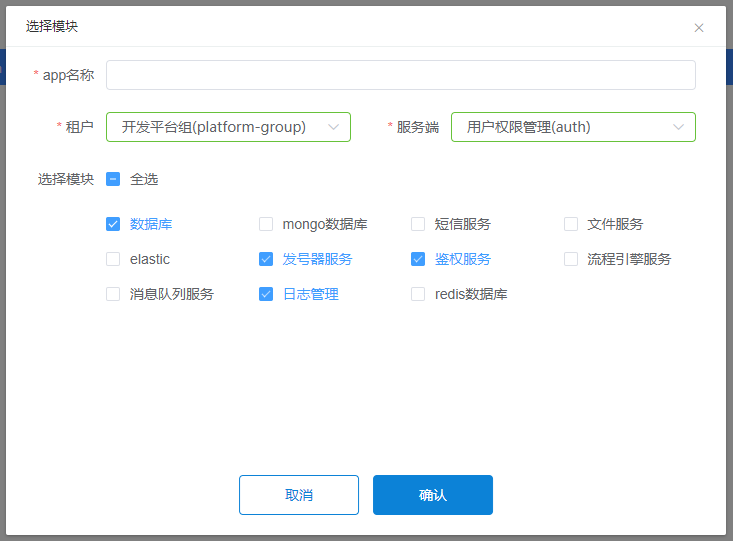 选择模块
* app名称
* 租户 开发平台组(platform-group) * 服务端 用户权限管理(auth)
选择模块 全选
数据库 mongo数据库 短信服务 文件服务
elastic 发号器服务 鉴权服务 流程引擎服务
消息队列服务 日志管理 redis数据库
取消 确认